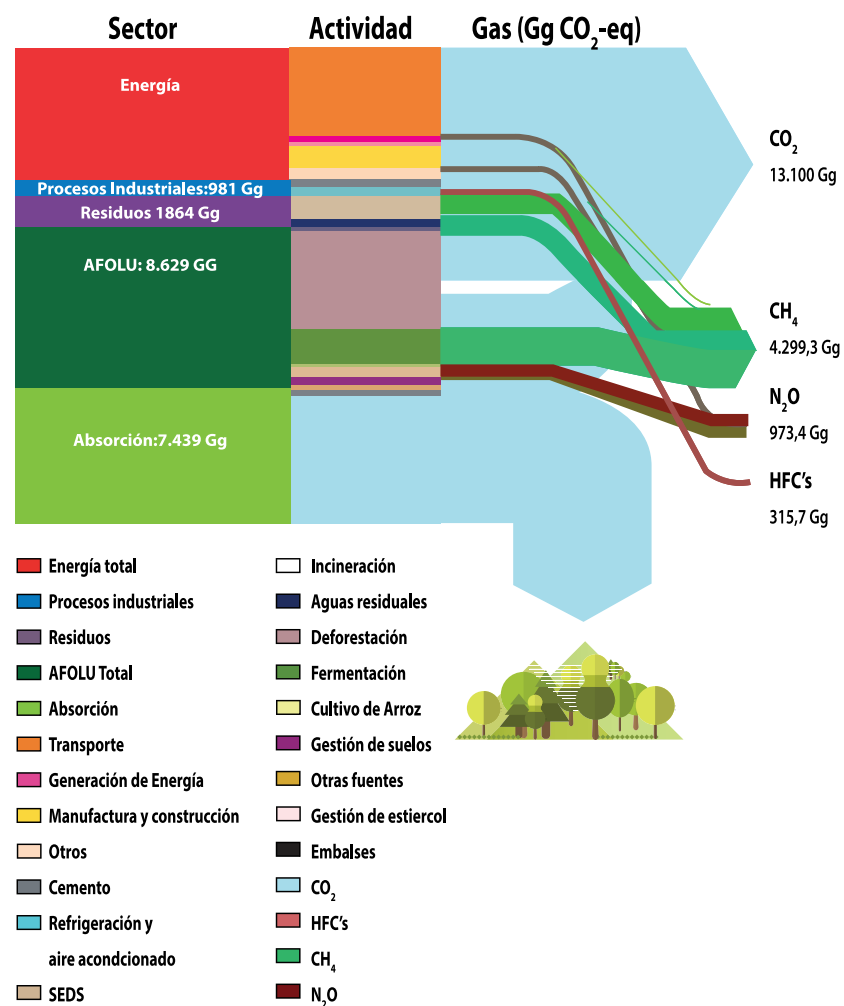 Sector Actividad Gas (Gg CO₂-eq)
Energía
Procesos Industriales:981 Gg
Residuos 1864 Gg
AFOLU: 8.629 GG
Absorción:7.439 Gg
CO₂
13.100 Gg
CH₄
4.299,3 Gg
N₂O
973,4 Gg
HFC's
315,7 Gg
Energía total
Procesos industriales
Residuos
AFOLU Total
Absorción
Transporte
Generación de Energía
Manufactura y construcción
Otros
Cemento
Refrigeración y
aire acondcionado
SEDS
Incineración
Aguas residuales
Deforestación
Fermentación
Cultivo de Arroz
Gestión de suelos
Otras fuentes
Gestión de estiercol
Embalses
CO₂
HFC's
CH₄
N₂O